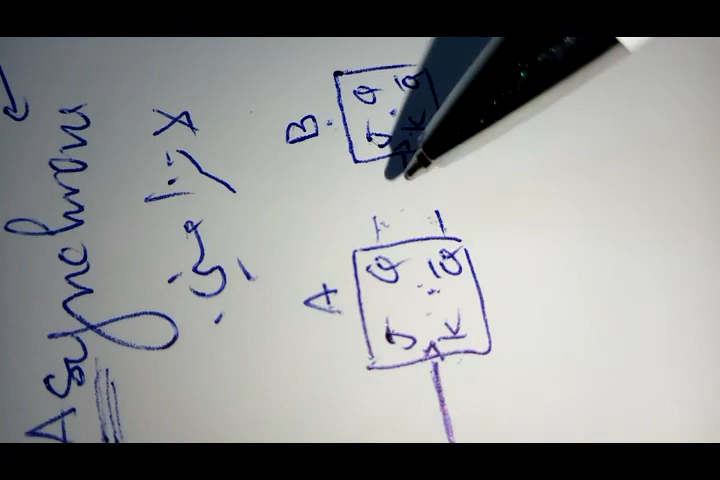 Asynchronous
A
Q Q̅
J K
B
Q Q̅
J K